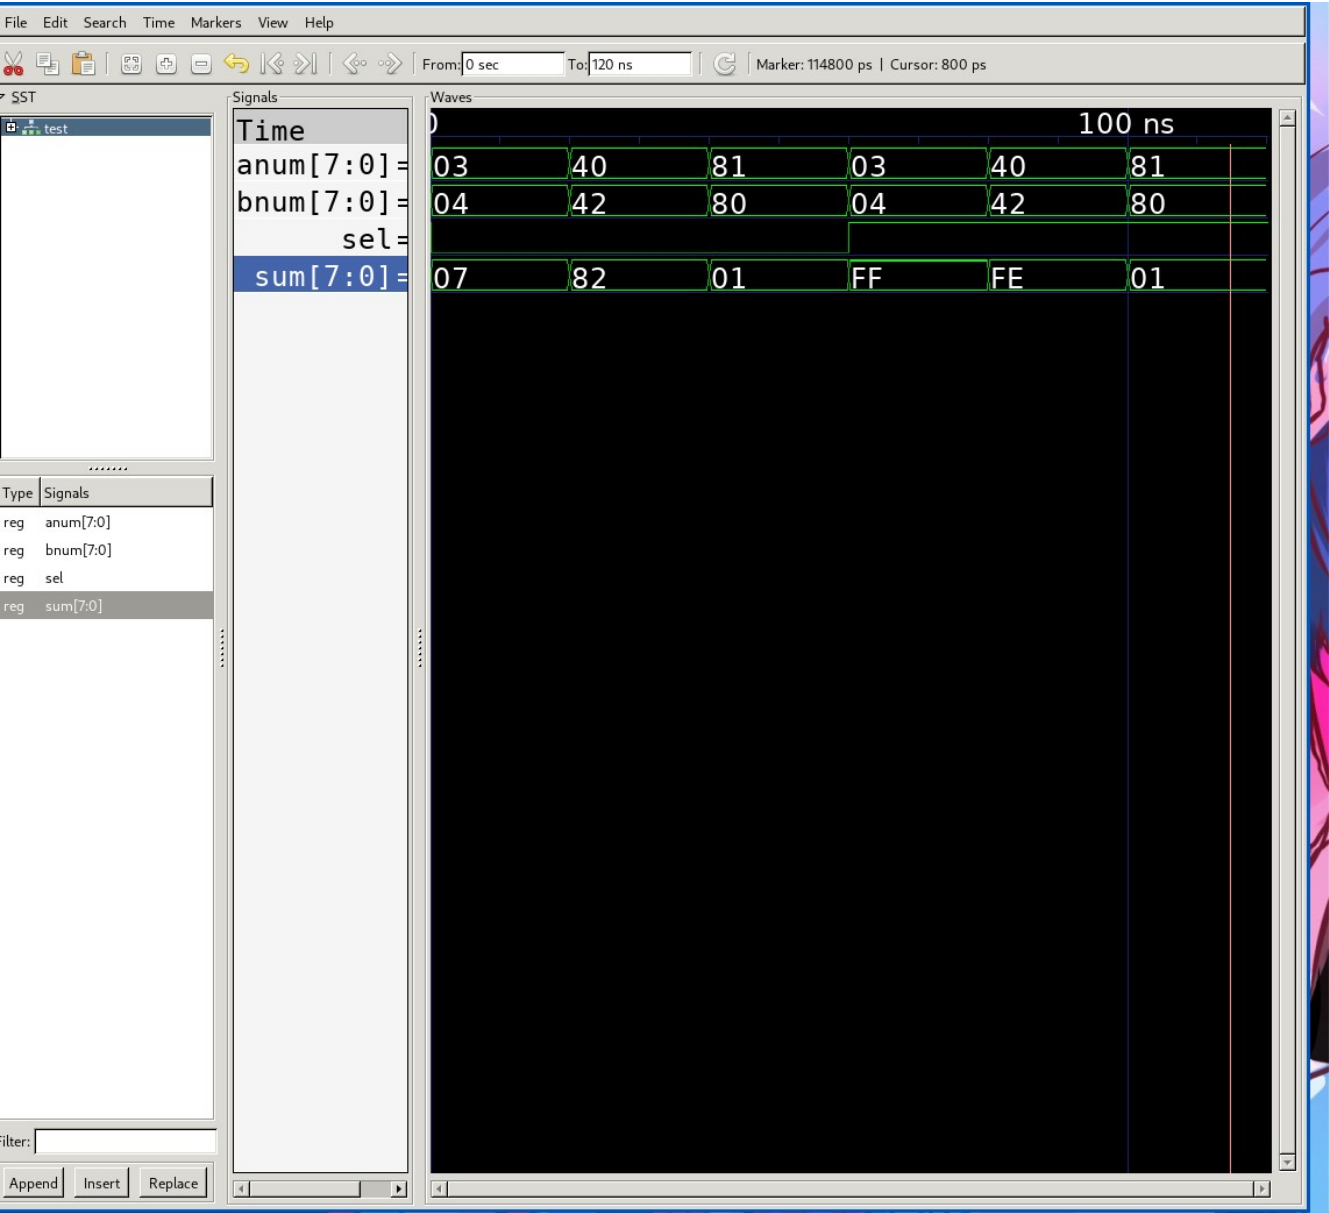 File Edit Search Time Markers View Help
From: 0 sec To: 120 ns Marker: 114800 ps | Cursor: 800 ps
SST
test
Type Signals
reg anum[7:0]
reg bnum[7:0]
reg sel
reg sum[7:0]
Filter:
Append Insert Replace
Signals
Time
anum[7:0]=
bnum[7:0]=
sel=
sum[7:0]=
Waves
0 100 ns
03 40 81 03 40 81
04 42 80 04 42 80
07 82 01 FF FE 01